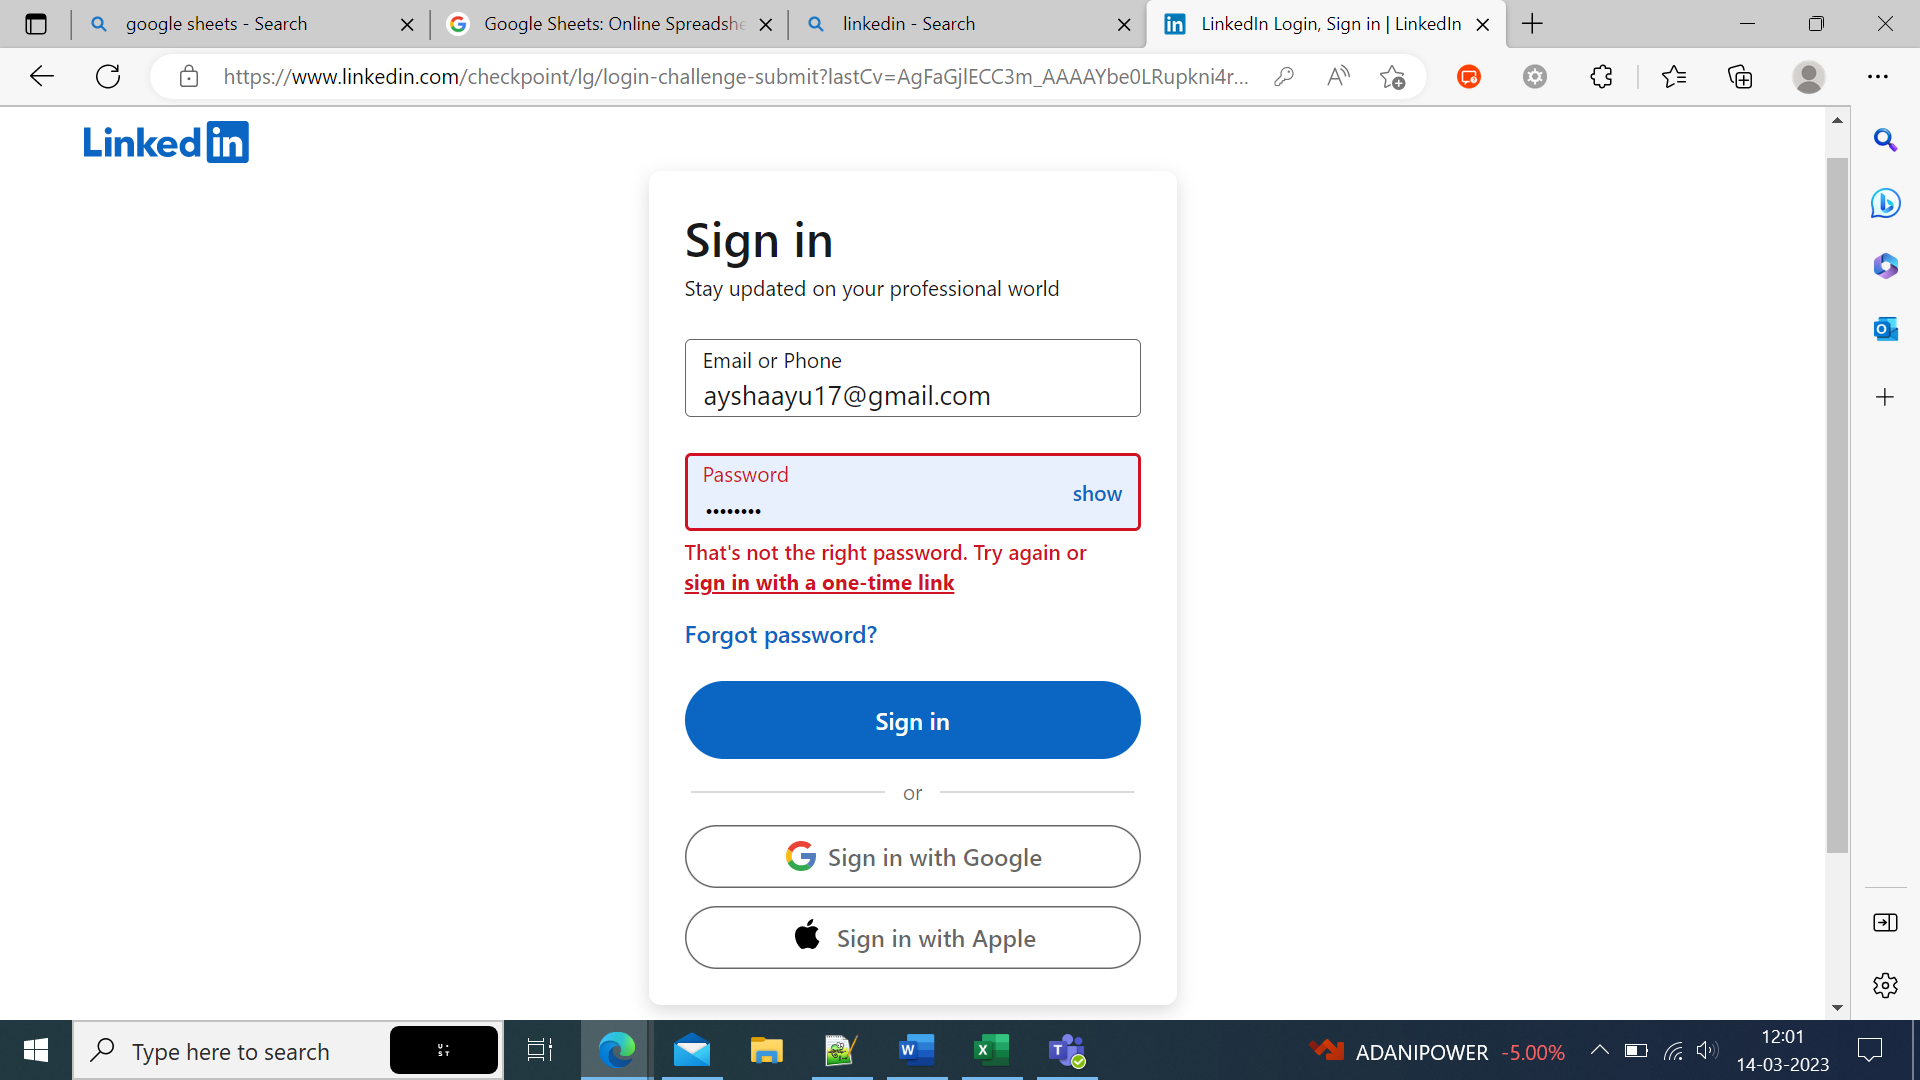 google sheets - Search
Google Sheets: Online Spreadshe
linkedin - Search
LinkedIn Login, Sign in | LinkedIn
https://www.linkedin.com/checkpoint/lg/login-challenge-submit?lastCv=AgFaGjlECC3m_AAAAYbe0LRupkni4r...
Linked in
Sign in
Stay updated on your professional world
Email or Phone
ayshaayu17@gmail.com
Password
show
That's not the right password. Try again or
sign in with a one-time link
Forgot password?
Sign in
or
Sign in with Google
Sign in with Apple
Type here to search
ADANIPOWER -5.00%
12:01
14-03-2023